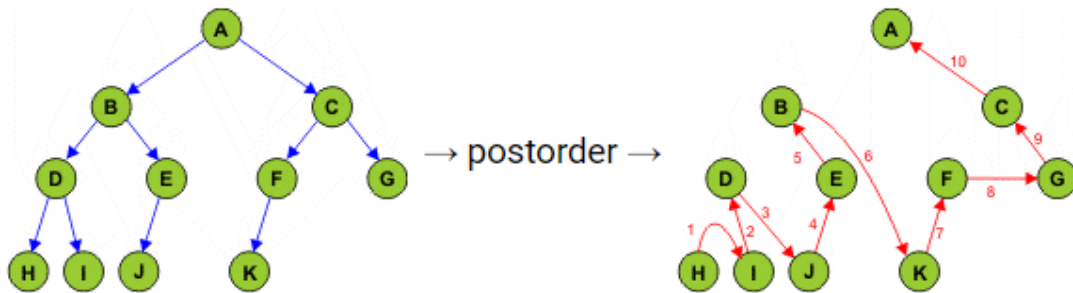 A A
10
B C B C
9
5 6
→ postorder →
D E F G D E F G
8
3
1 2 4 7
H I J K H I J K